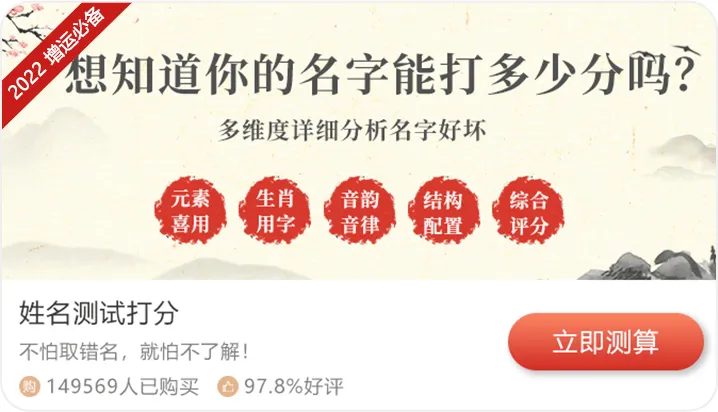 2022 增运必备
想知道你的名字能打多少分吗？
多维度详细分析名字好坏
元素
喜用
生肖
用字
音韵
音律
结构
配置
综合
评分
姓名测试打分
不怕取错名，就怕不了解！
立即测算
购 149569人已购买 97.8%好评